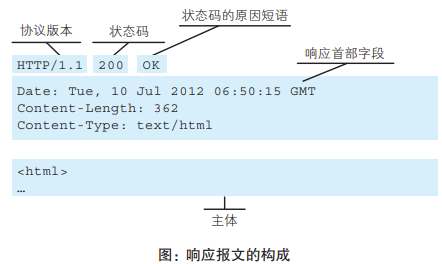 状态码的原因短语
协议版本
状态码
响应首部字段
HTTP/1.1 200 OK
Date: Tue, 10 Jul 2012 06:50:15 GMT
Content-Length: 362
Content-Type: text/html
<html>
…
主体
图：响应报文的构成